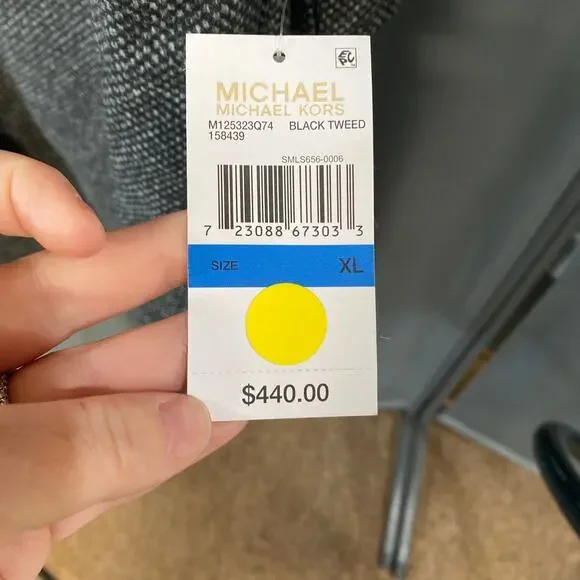 MICHAEL
MICHAEL KORS
M125323Q74 BLACK TWEED
158439
SMLS656-0006
7 23088 67303 3
SIZE XL
$440.00